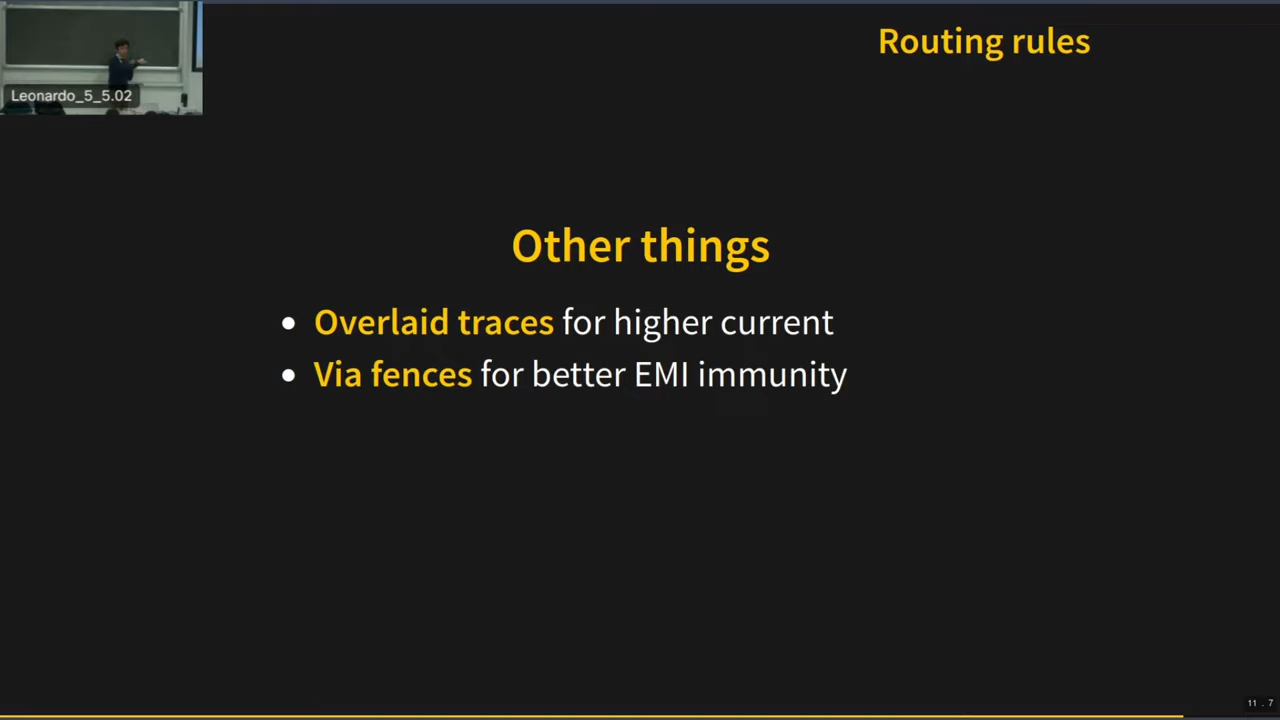 Routing rules
Leonardo_5_5.02
Other things
Overlaid traces for higher current
Via fences for better EMI immunity
11 . 7